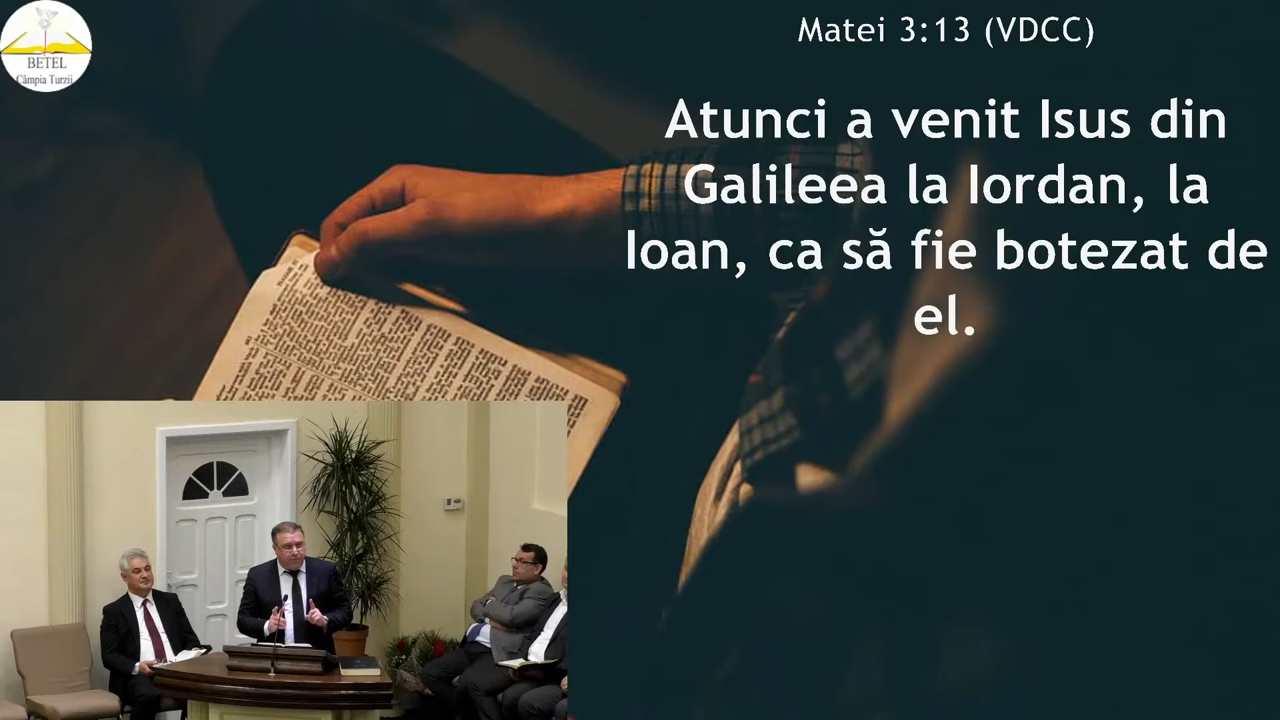 BETEL
Câmpia Turzii
Matei 3:13 (VDCC)
Atunci a venit Isus din
Galileea la Iordan, la
Ioan, ca să fie botezat de
el.